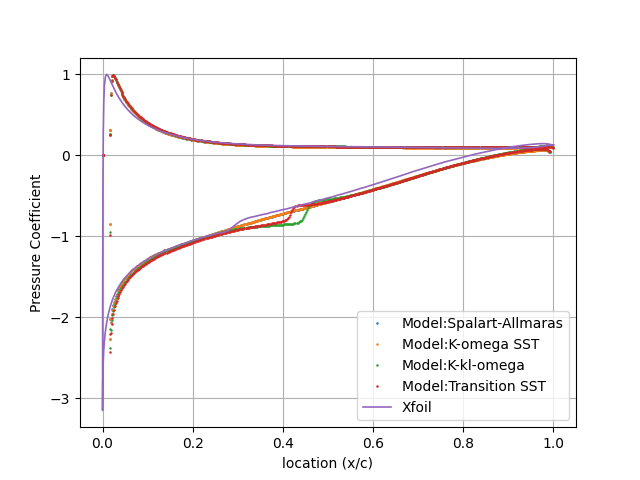 1
0
−1
−2
−3
Pressure Coefficient
0.0 0.2 0.4 0.6 0.8 1.0
location (x/c)
Model:Spalart-Allmaras
Model:K-omega SST
Model:K-kl-omega
Model:Transition SST
Xfoil